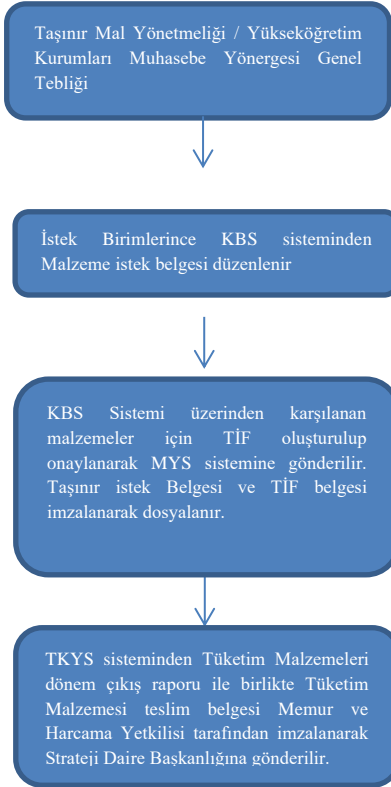 Taşınır Mal Yönetmeliği / Yükseköğretim
Kurumları Muhasebe Yönergesi Genel
Tebliği
İstek Birimlerince KBS sisteminden
Malzeme istek belgesi düzenlenir
KBS Sistemi üzerinden karşılanan
malzemeler için TİF oluşturulup
onaylanarak MYS sistemine gönderilir.
Taşınır istek Belgesi ve TİF belgesi
imzalanarak dosyalanır.
TKYS sisteminden Tüketim Malzemeleri
dönem çıkış raporu ile birlikte Tüketim
Malzemesi teslim belgesi Memur ve
Harcama Yetkilisi tarafından imzalanarak
Strateji Daire Başkanlığına gönderilir.